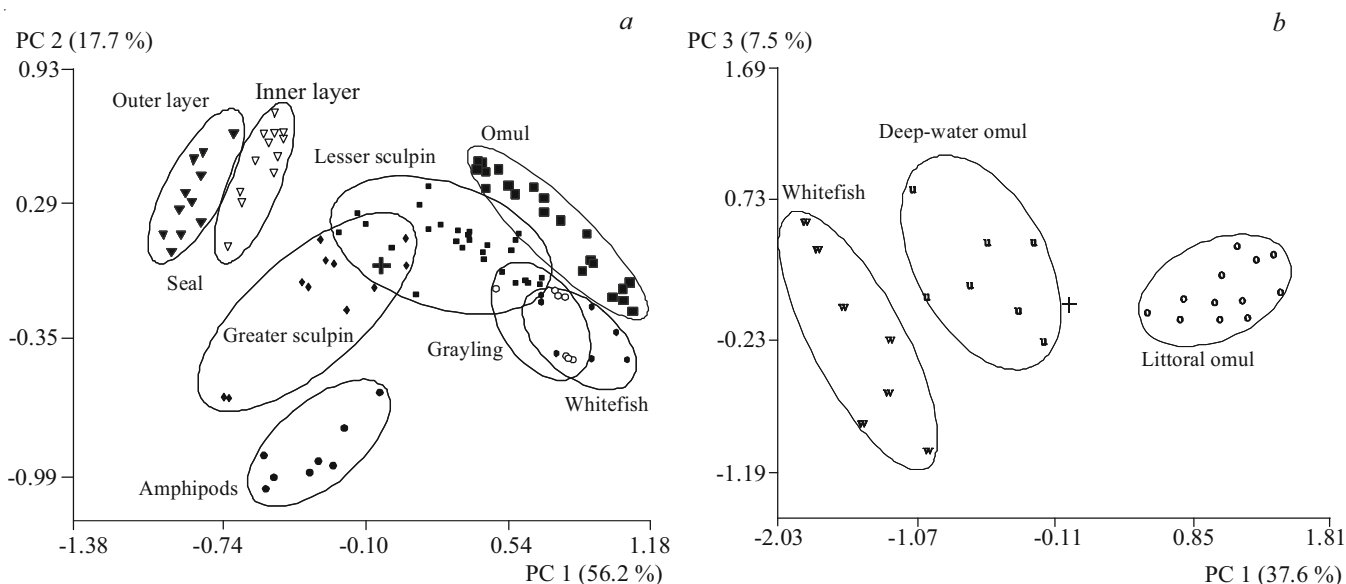 a
PC 2 (17.7 %)
0.93
0.29
-0.35
-0.99
Outer layer
Inner layer
Lesser sculpin
Omul
Seal
Greater sculpin
Grayling
Whitefish
Amphipods
-1.38
-0.74
-0.10
0.54
1.18
PC 1 (56.2 %)
b
PC 3 (7.5 %)
1.69
0.73
-0.23
-1.19
Deep-water omul
Whitefish
Littoral omul
w
w
w
w
w
w
w
u
u
u
u
u
u
u
o
o
o
o
o
o
o
o
o
o
o
-2.03
-1.07
-0.11
0.85
1.81
PC 1 (37.6 %)